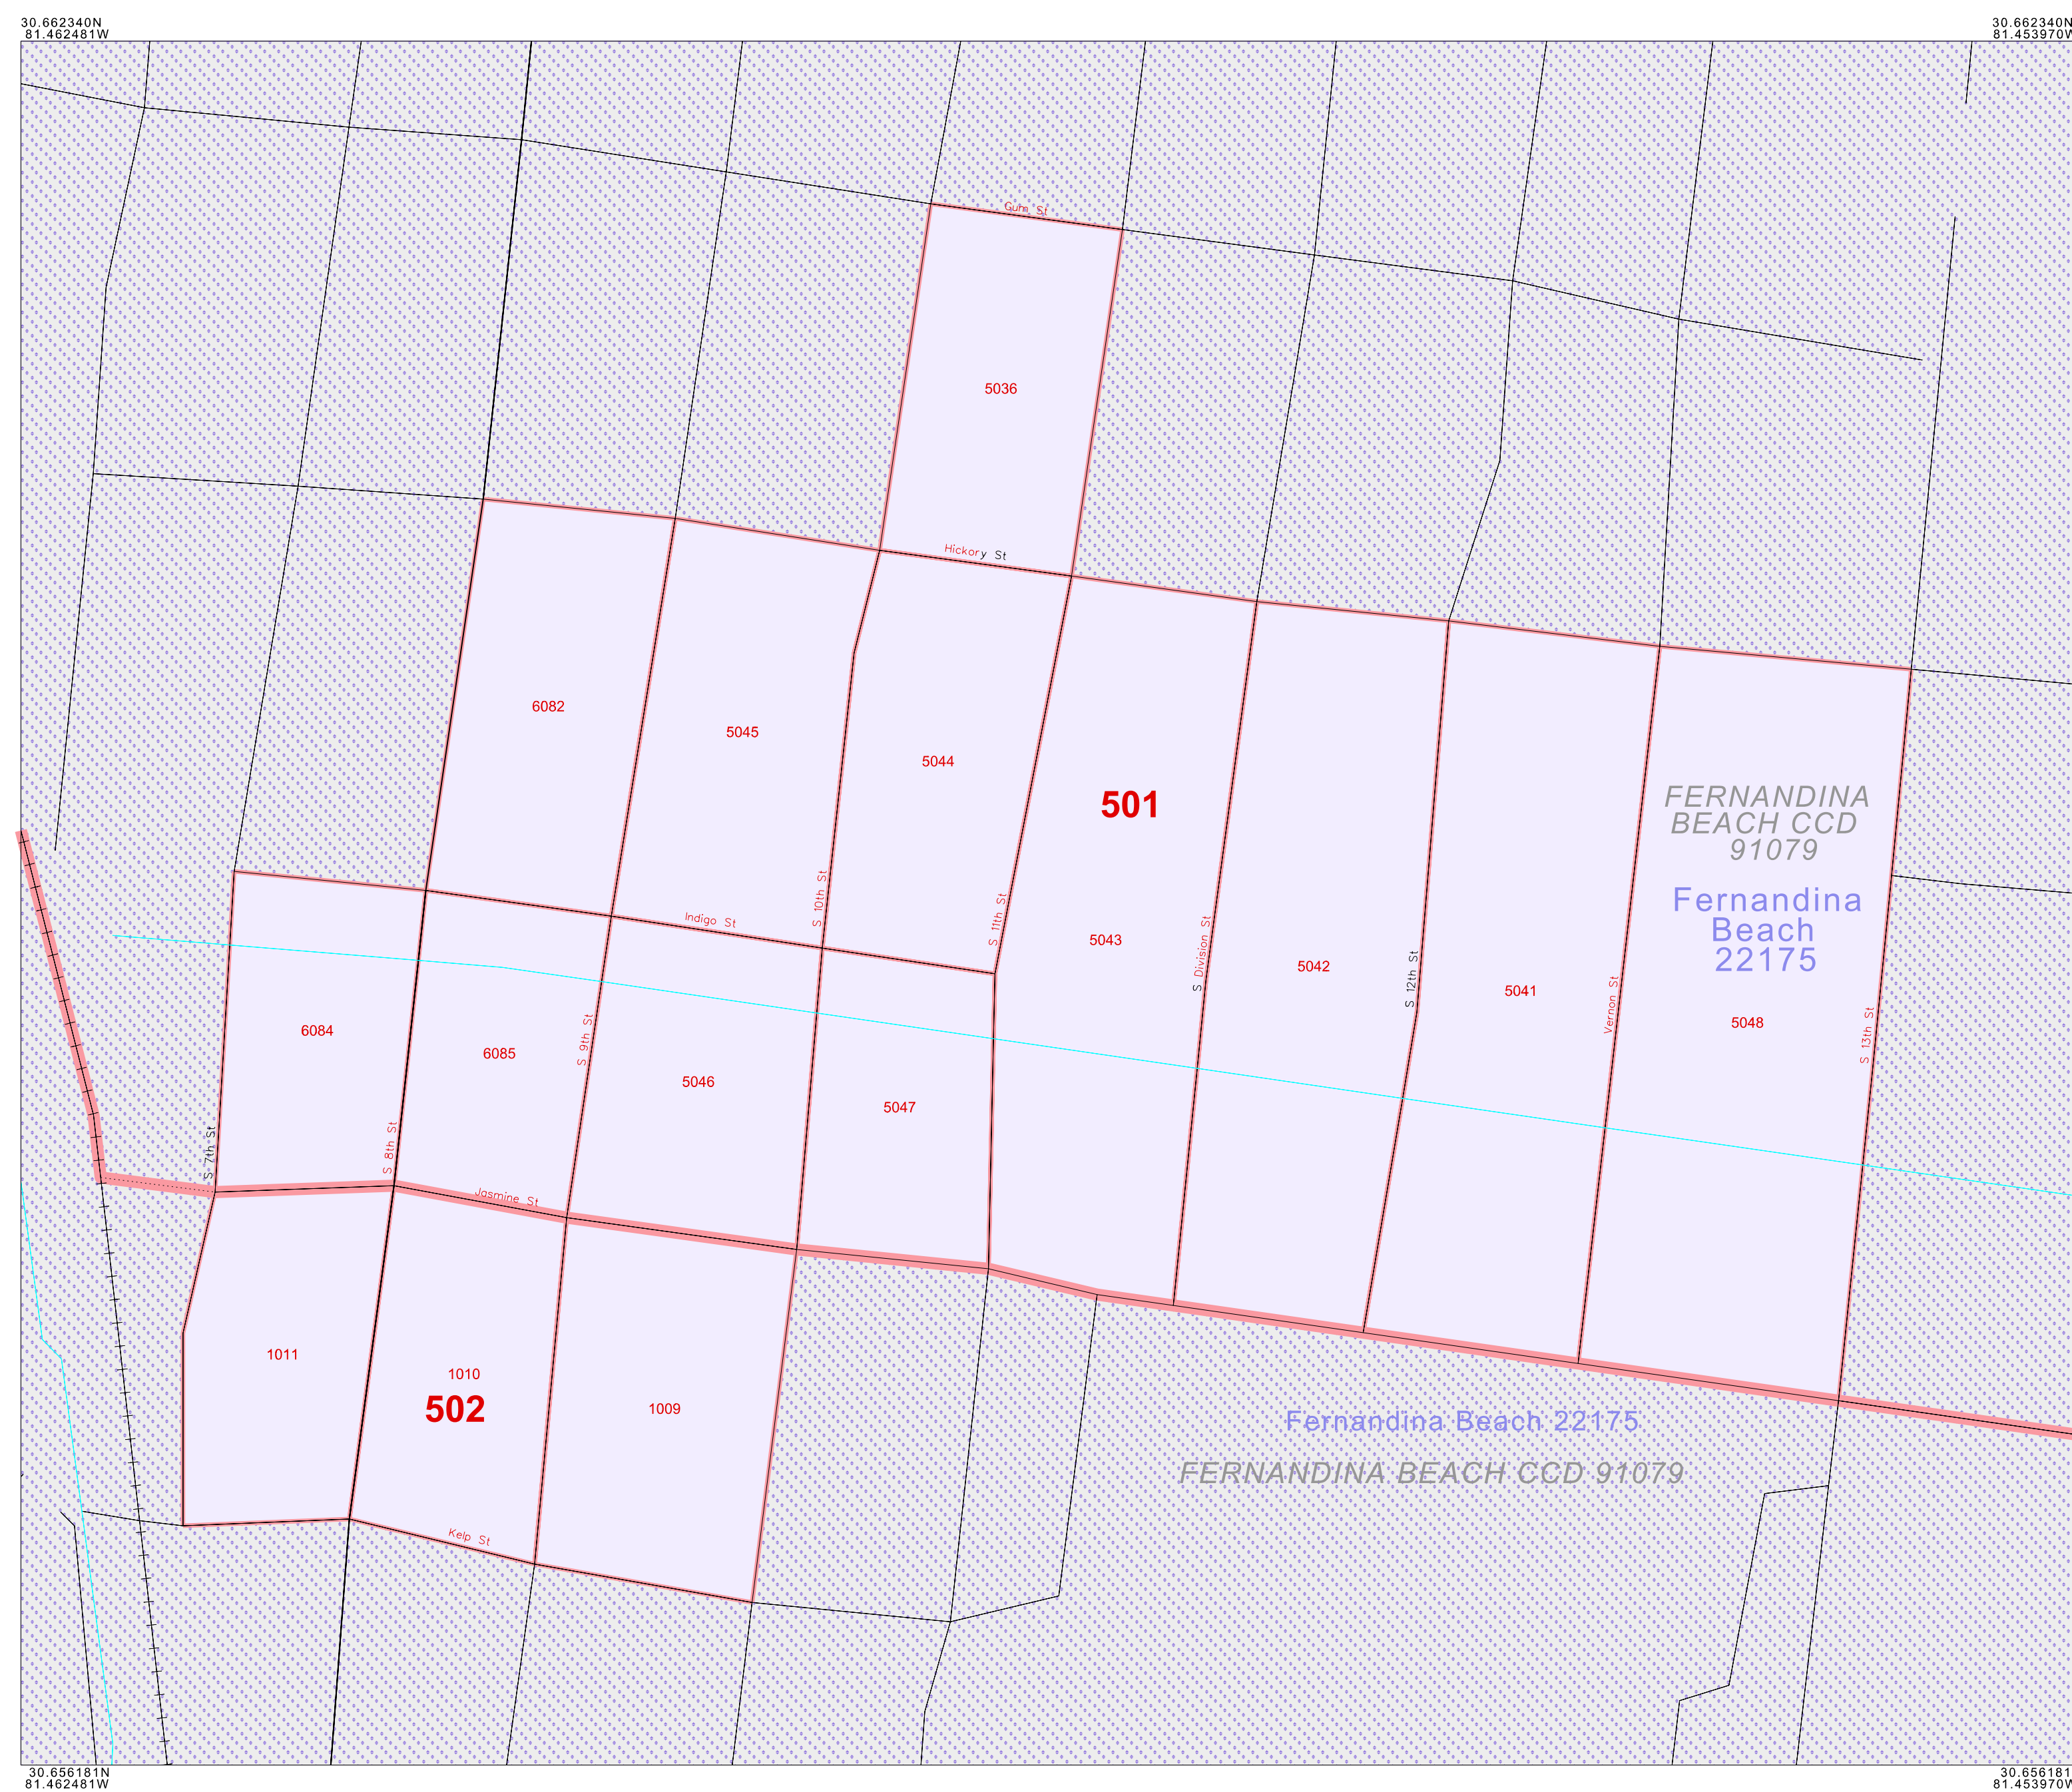 30.662340N
81.462481W
30.662340N
81.453970W
Gum St
5036
Hickory St
6082
5045
5044
501
FERNANDINA
BEACH CCD
91079
Fernandina
Beach
22175
Indigo St
S 10th St
S 11th St
5043
S Division St
5042
S 12th St
5041
Vernon St
5048
S 13th St
6084
6085
S 9th St
5046
5047
S 7th St
S 8th St
Jasmine St
1011
1010
502
1009
Fernandina Beach 22175
FERNANDINA BEACH CCD 91079
Kelp St
30.656181N
81.462481W
30.656181
81.453970W